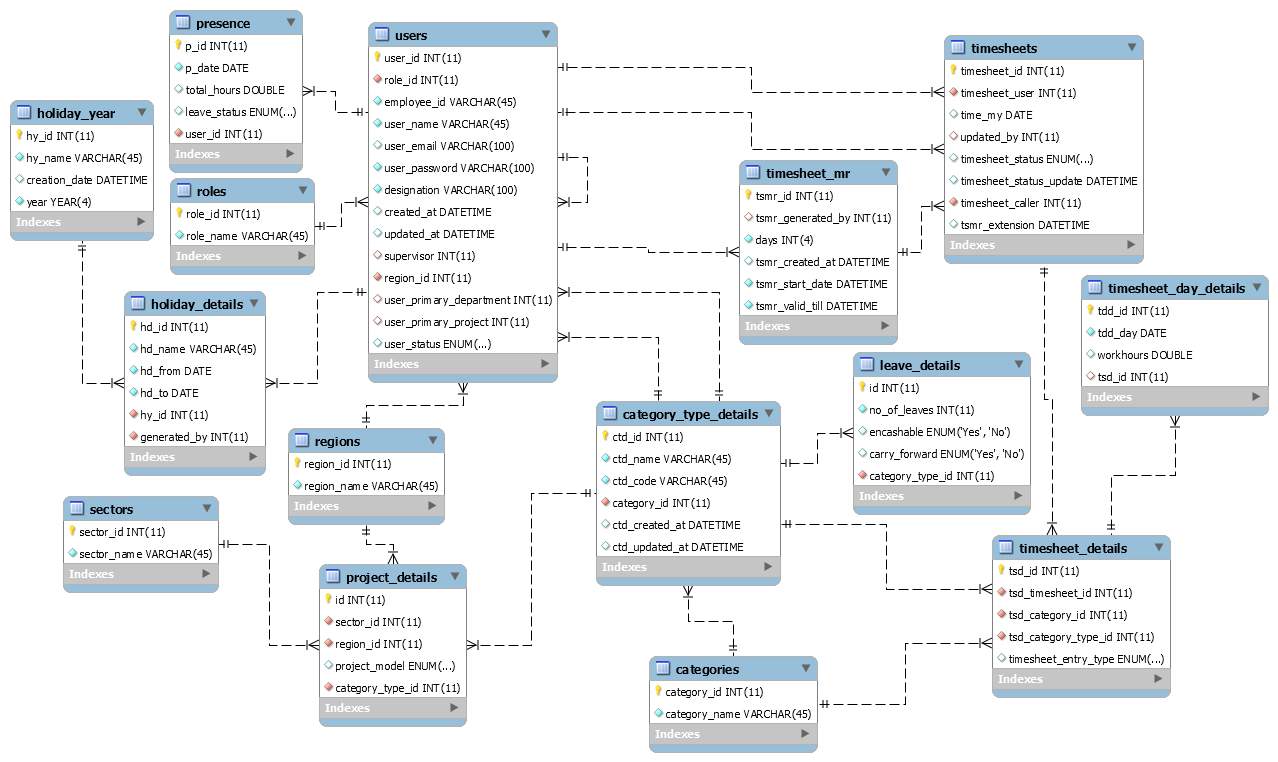 presence
p_id INT(11)
p_date DATE
total_hours DOUBLE
leave_status ENUM(...)
user_id INT(11)
Indexes
users
user_id INT(11)
role_id INT(11)
employee_id VARCHAR(45)
user_name VARCHAR(45)
user_email VARCHAR(100)
user_password VARCHAR(100)
designation VARCHAR(100)
created_at DATETIME
updated_at DATETIME
supervisor INT(11)
region_id INT(11)
user_primary_department INT(11)
user_primary_project INT(11)
user_status ENUM(...)
Indexes
timesheets
timesheet_id INT(11)
timesheet_user INT(11)
time_my DATE
updated_by INT(11)
timesheet_status ENUM(...)
timesheet_status_update DATETIME
timesheet_caller INT(11)
tsmr_extension DATETIME
Indexes
holiday_year
hy_id INT(11)
hy_name VARCHAR(45)
creation_date DATETIME
year YEAR(4)
Indexes
roles
role_id INT(11)
role_name VARCHAR(45)
Indexes
timesheet_mr
tsmr_id INT(11)
tsmr_generated_by INT(11)
days INT(4)
tsmr_created_at DATETIME
tsmr_start_date DATETIME
tsmr_valid_till DATETIME
Indexes
timesheet_day_details
tdd_id INT(11)
tdd_day DATE
workhours DOUBLE
tsd_id INT(11)
Indexes
holiday_details
hd_id INT(11)
hd_name VARCHAR(45)
hd_from DATE
hd_to DATE
hy_id INT(11)
generated_by INT(11)
Indexes
leave_details
id INT(11)
no_of_leaves INT(11)
encashable ENUM('Yes', 'No')
carry_forward ENUM('Yes', 'No')
category_type_id INT(11)
Indexes
category_type_details
ctd_id INT(11)
ctd_name VARCHAR(45)
ctd_code VARCHAR(45)
category_id INT(11)
ctd_created_at DATETIME
ctd_updated_at DATETIME
Indexes
regions
region_id INT(11)
region_name VARCHAR(45)
Indexes
sectors
sector_id INT(11)
sector_name VARCHAR(45)
Indexes
project_details
id INT(11)
sector_id INT(11)
region_id INT(11)
project_model ENUM(...)
category_type_id INT(11)
Indexes
timesheet_details
tsd_id INT(11)
tsd_timesheet_id INT(11)
tsd_category_id INT(11)
tsd_category_type_id INT(11)
timesheet_entry_type ENUM(...)
Indexes
categories
category_id INT(11)
category_name VARCHAR(45)
Indexes